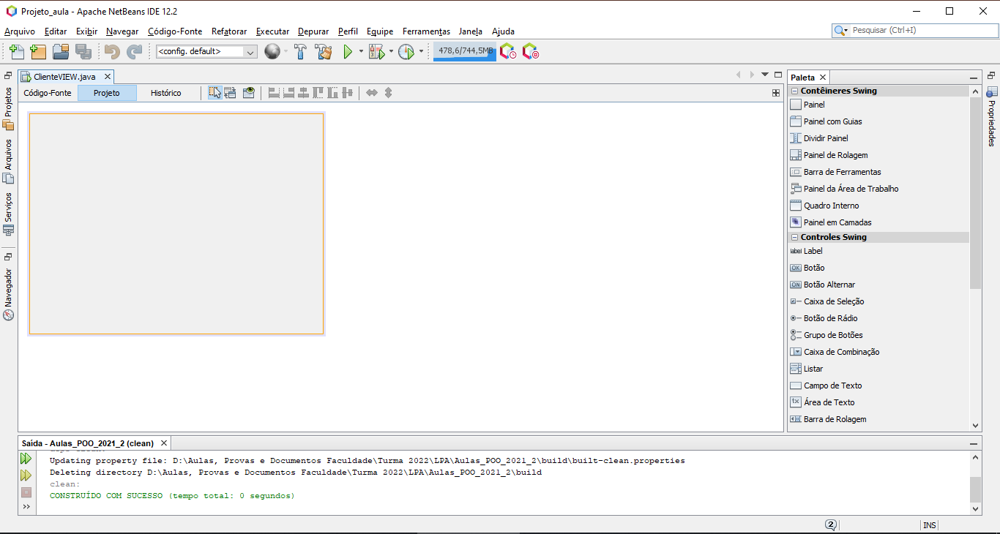 Projeto_aula - Apache NetBeans IDE 12.2
Arquivo Editar Exibir Navegar Código-Fonte Refatorar Executar Depurar Perfil Equipe Ferramentas Janela Ajuda
Pesquisar (Ctrl+I)
<config. default>
478,6/744,5MB
ClienteVIEW.java
Código-Fonte Projeto Histórico
Projetos
Arquivos
Serviços
Navegador
Paleta
Contêineres Swing
Painel
Painel com Guias
Dividir Painel
Painel de Rolagem
Barra de Ferramentas
Painel da Área de Trabalho
Quadro Interno
Painel em Camadas
Controles Swing
label Label
OK Botão
ON Botão Alternar
Caixa de Seleção
Botão de Rádio
Grupo de Botões
Caixa de Combinação
Listar
Campo de Texto
tx Área de Texto
Barra de Rolagem
Propriedades
Saída - Aulas_POO_2021_2 (clean)
Updating property file: D:\Aulas, Provas e Documentos Faculdade\Turma 2022\LPA\Aulas_POO_2021_2\build\built-clean.properties
Deleting directory D:\Aulas, Provas e Documentos Faculdade\Turma 2022\LPA\Aulas_POO_2021_2\build
clean:
CONSTRUÍDO COM SUCESSO (tempo total: 0 segundos)
2
INS